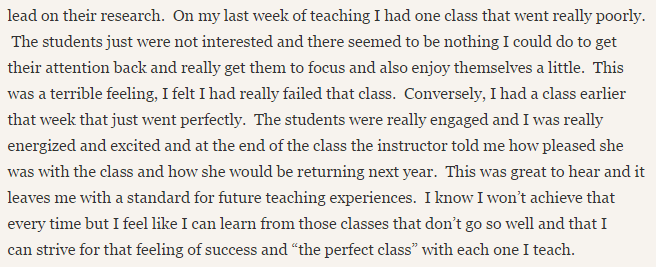 lead on their research.  On my last week of teaching I had one class that went really poorly.
The students just were not interested and there seemed to be nothing I could do to get
their attention back and really get them to focus and also enjoy themselves a little.  This
was a terrible feeling, I felt I had really failed that class.  Conversely, I had a class earlier
that week that just went perfectly.  The students were really engaged and I was really
energized and excited and at the end of the class the instructor told me how pleased she
was with the class and how she would be returning next year.  This was great to hear and it
leaves me with a standard for future teaching experiences.  I know I won’t achieve that
every time but I feel like I can learn from those classes that don’t go so well and that I
can strive for that feeling of success and “the perfect class” with each one I teach.